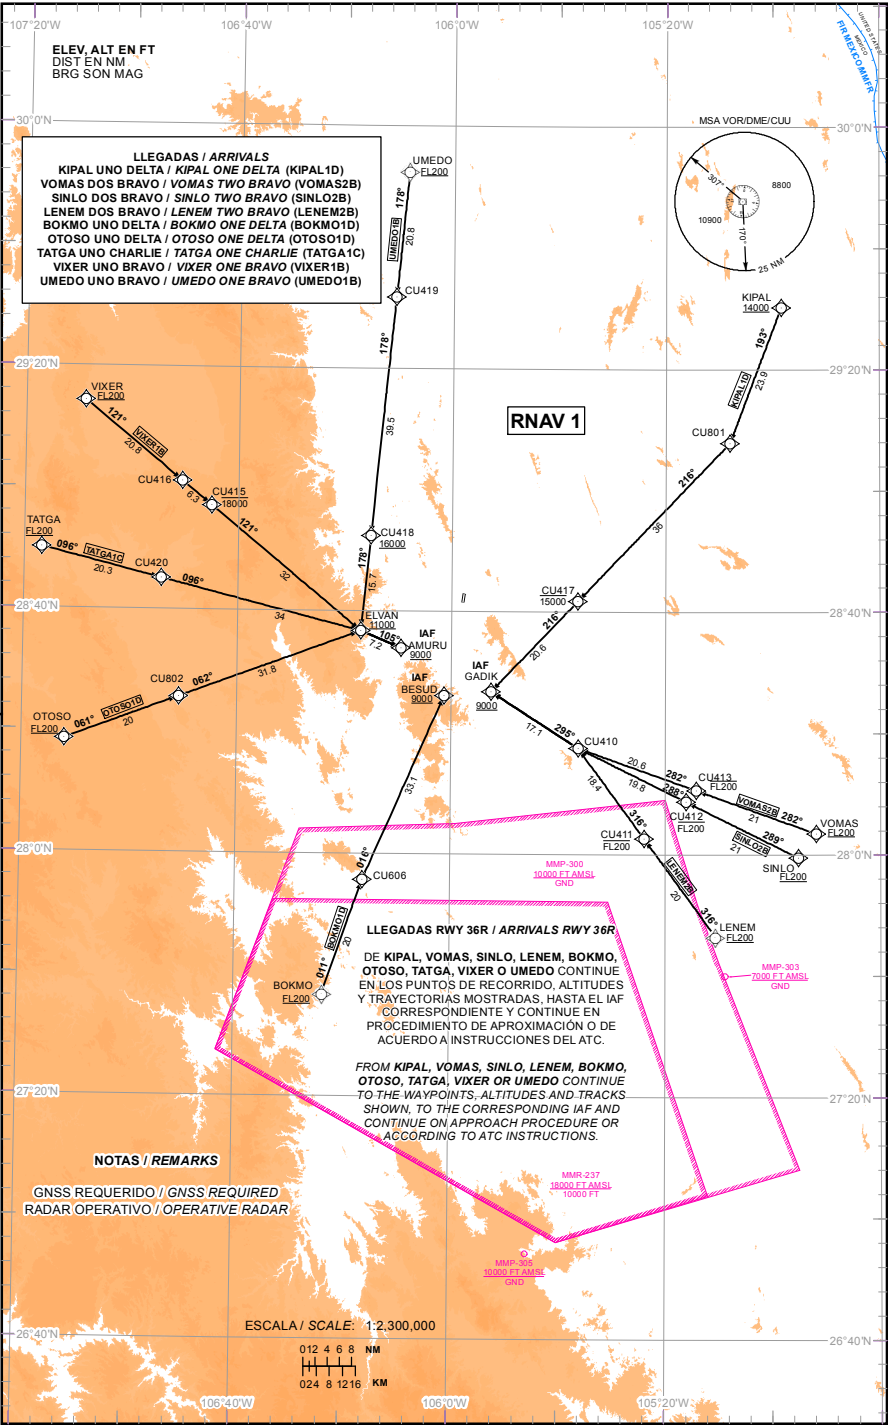 107°20'W
106°40'W
106°0'W
105°20'W
UNITED STATES
MEXICO
FIR MEXICO MMFR
ELEV, ALT EN FT
DIST EN NM
BRG SON MAG
30°0'N
30°0'N
LLEGADAS / ARRIVALS
KIPAL UNO DELTA / KIPAL ONE DELTA (KIPAL1D)
VOMAS DOS BRAVO / VOMAS TWO BRAVO (VOMAS2B)
SINLO DOS BRAVO / SINLO TWO BRAVO (SINLO2B)
LENEM DOS BRAVO / LENEM TWO BRAVO (LENEM2B)
BOKMO UNO DELTA / BOKMO ONE DELTA (BOKMO1D)
OTOSO UNO DELTA / OTOSO ONE DELTA (OTOSO1D)
TATGA UNO CHARLIE / TATGA ONE CHARLIE (TATGA1C)
VIXER UNO BRAVO / VIXER ONE BRAVO (VIXER1B)
UMEDO UNO BRAVO / UMEDO ONE BRAVO (UMEDO1B)
MSA VOR/DME/CUU
307°
8800
10900
170°
25 NM
UMEDO
FL200
178°
UMEDO1B
20.8
CU419
178°
39.5
CU418
16000
178°
15.7
KIPAL
14000
193°
KIPAL1D
23.9
CU801
216°
36
CU417
15000
216°
20.6
29°20'N
29°20'N
RNAV 1
VIXER
FL200
121°
VIXER1B
20.8
CU416
6.3
CU415
18000
121°
32
TATGA
FL200
096°
TATGA1C
20.3
CU420
096°
34
28°40'N
28°40'N
ELVAN
11000
105°
7.2
IAF
AMURU
9000
IAF
BESUD
9000
IAF
GADIK
9000
CU802
062°
31.8
OTOSO
FL200
061°
OTOSO1D
20
295°
17.1
CU410
20.6
282°
CU413
FL200
VOMAS2B
282°
21
VOMAS
FL200
19.8
288°
CU412
FL200
289°
SINLO2B
21
SINLO
FL200
18.4
316°
CU411
FL200
LENEM2B
20
316°
LENEM
FL200
33.1
016°
CU606
BOKMO1D
20
011°
BOKMO
FL200
28°0'N
28°0'N
MMP-300
10000 FT AMSL
GND
MMP-303
7000 FT AMSL
GND
LLEGADAS RWY 36R / ARRIVALS RWY 36R
DE KIPAL, VOMAS, SINLO, LENEM, BOKMO,
OTOSO, TATGA, VIXER O UMEDO CONTINUE
EN LOS PUNTOS DE RECORRIDO, ALTITUDES
Y TRAYECTORIAS MOSTRADAS, HASTA EL IAF
CORRESPONDIENTE Y CONTINUE EN
PROCEDIMIENTO DE APROXIMACIÓN O DE
ACUERDO A INSTRUCCIONES DEL ATC.
FROM KIPAL, VOMAS, SINLO, LENEM, BOKMO,
OTOSO, TATGA, VIXER OR UMEDO CONTINUE
TO THE WAYPOINTS, ALTITUDES AND TRACKS
SHOWN, TO THE CORRESPONDING IAF AND
CONTINUE ON APPROACH PROCEDURE OR
ACCORDING TO ATC INSTRUCTIONS.
27°20'N
27°20'N
NOTAS / REMARKS
GNSS REQUERIDO / GNSS REQUIRED
RADAR OPERATIVO / OPERATIVE RADAR
MMR-237
18000 FT AMSL
10000 FT
MMP-305
10000 FT AMSL
GND
ESCALA / SCALE: 1:2,300,000
012 4 6 8 NM
024 8 1216 KM
26°40'N
26°40'N
106°40'W
106°0'W
105°20'W